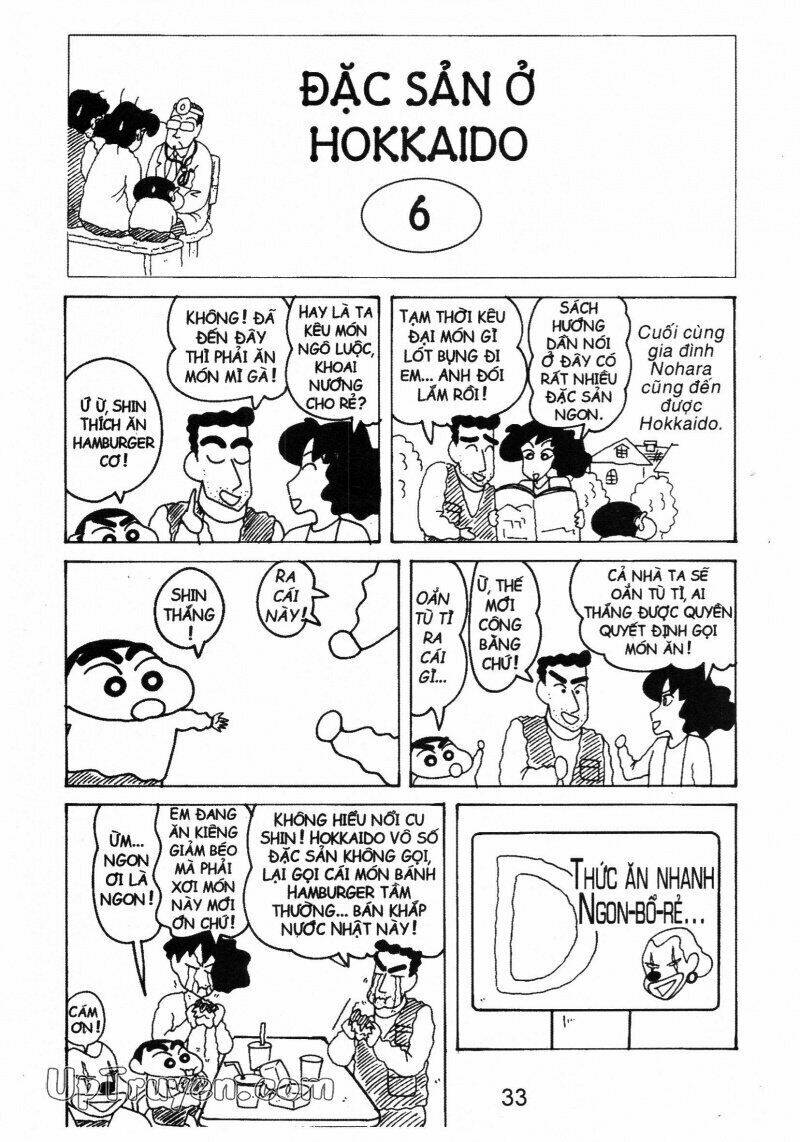 ĐẶC SẢN Ở
HOKKAIDO
6
Cuối cùng
gia đình
Nohara
cũng đến
được
Hokkaido.
SÁCH
HƯỚNG
DẪN NÓI
Ở ĐÂY CÓ
RẤT NHIỀU
ĐẶC SẢN
NGON.
TẠM THỜI KÊU
ĐẠI MÓN GÌ
LÓT BỤNG ĐI
EM... ANH ĐÓI
LẮM RỒI!
HAY LÀ TA
KÊU MÓN
NGÔ LUỘC,
KHOAI
NƯỚNG
CHO RẺ?
KHÔNG! ĐÃ
ĐẾN ĐÂY
THÌ PHẢI ĂN
MÓN MÌ GÀ!
Ứ Ừ, SHIN
THÍCH ĂN
HAMBURGER
CƠ!
CẢ NHÀ TA SẼ
OẲN TÙ TÌ, AI
THẮNG ĐƯỢC QUYỀN
QUYẾT ĐỊNH GỌI
MÓN ĂN!
Ừ, THẾ
MỚI
CÔNG
BẰNG
CHỨ!
OẲN
TÙ TÌ
RA CÁI
GÌ...
RA
CÁI
NÀY!
SHIN
THẮNG
!
THỨC ĂN NHANH
NGON-BỔ-RẺ...
KHÔNG HIỂU NỔI CU
SHIN! HOKKAIDO VÔ SỐ
ĐẶC SẢN KHÔNG GỌI,
LẠI GỌI CÁI MÓN BÁNH
HAMBURGER TẦM
THƯỜNG... BÁN KHẮP
NƯỚC NHẬT NÀY!
EM ĐANG
ĂN KIÊNG
GIẢM BÉO
MÀ PHẢI
XƠI MÓN
NÀY MỚI
ỚN CHỨ!
ỪM...
NGON
ƠI LÀ
NGON!
CÁM
ƠN!
UpTruyen.com
33